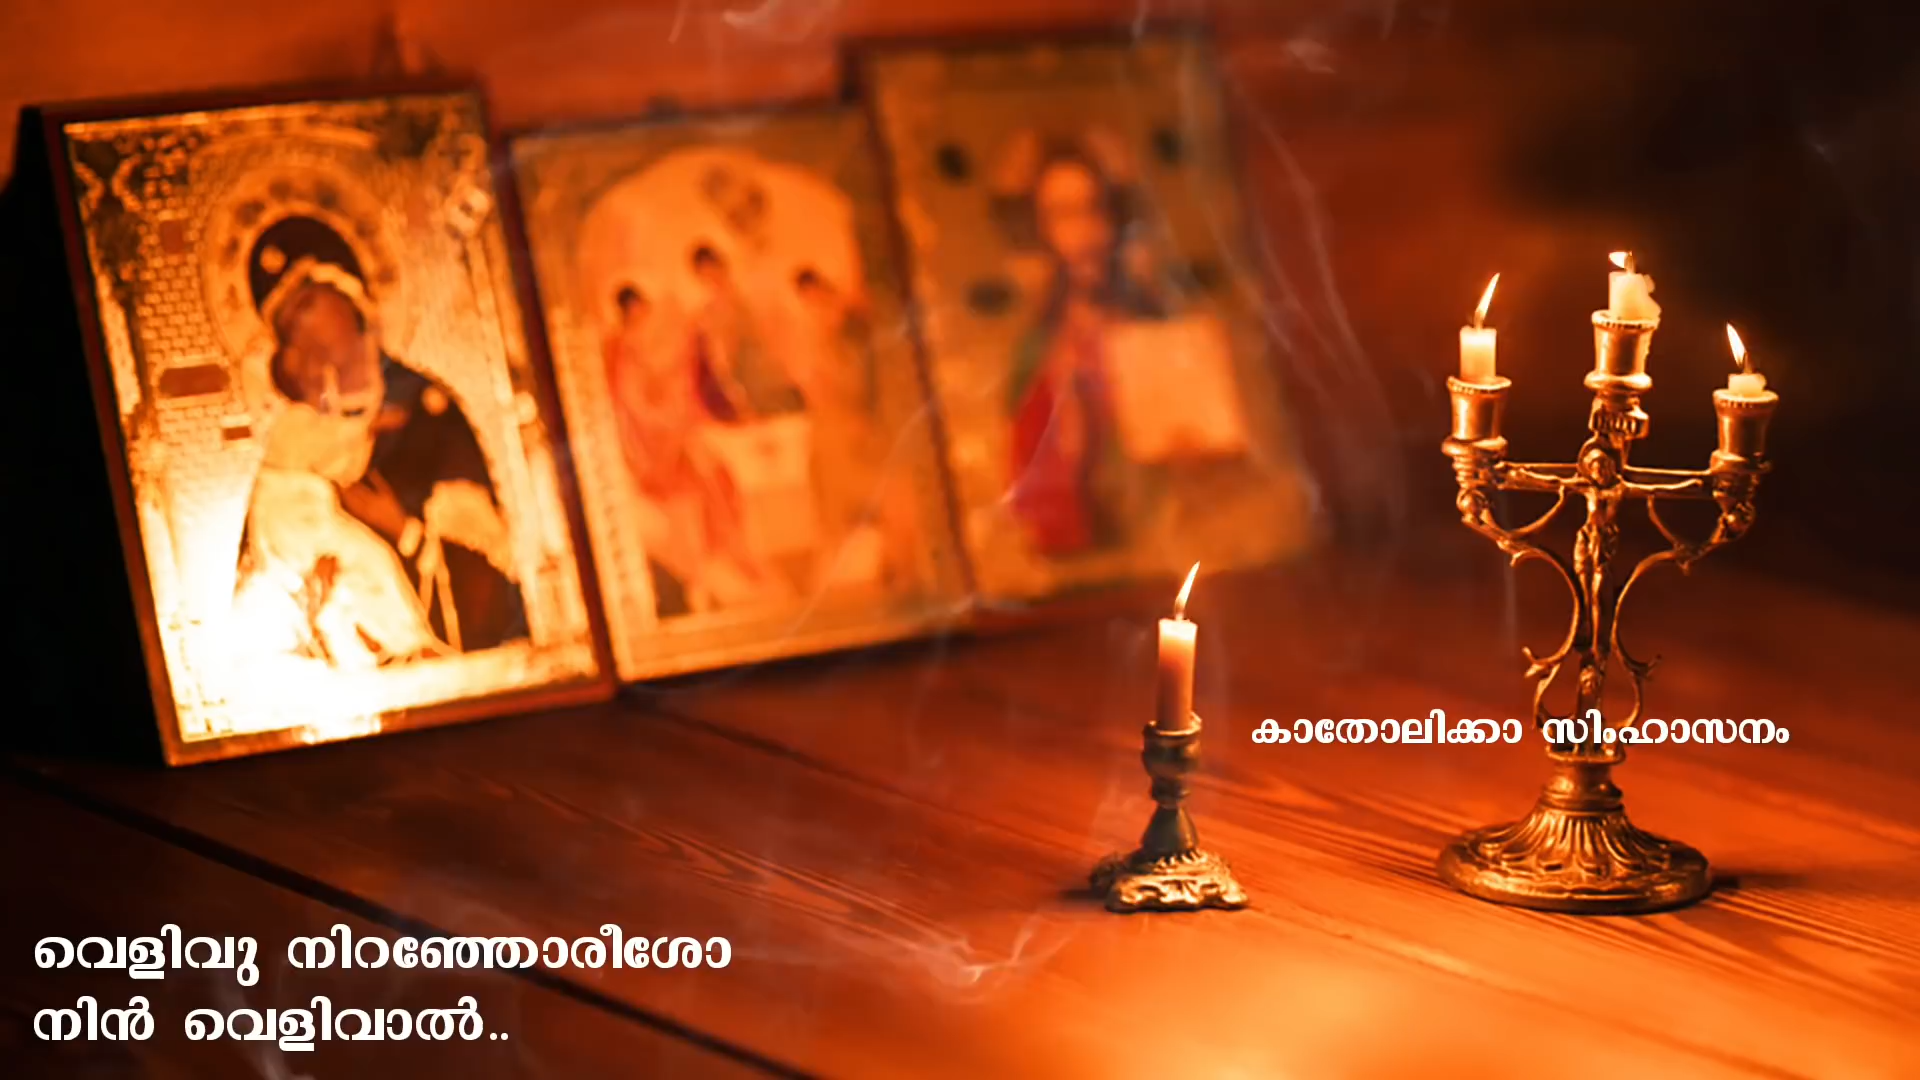 കാതോലിക്കാ സിംഹാസനം
വെളിവു നിറഞ്ഞോരീശോ
നിൻ വെളിവാൽ..